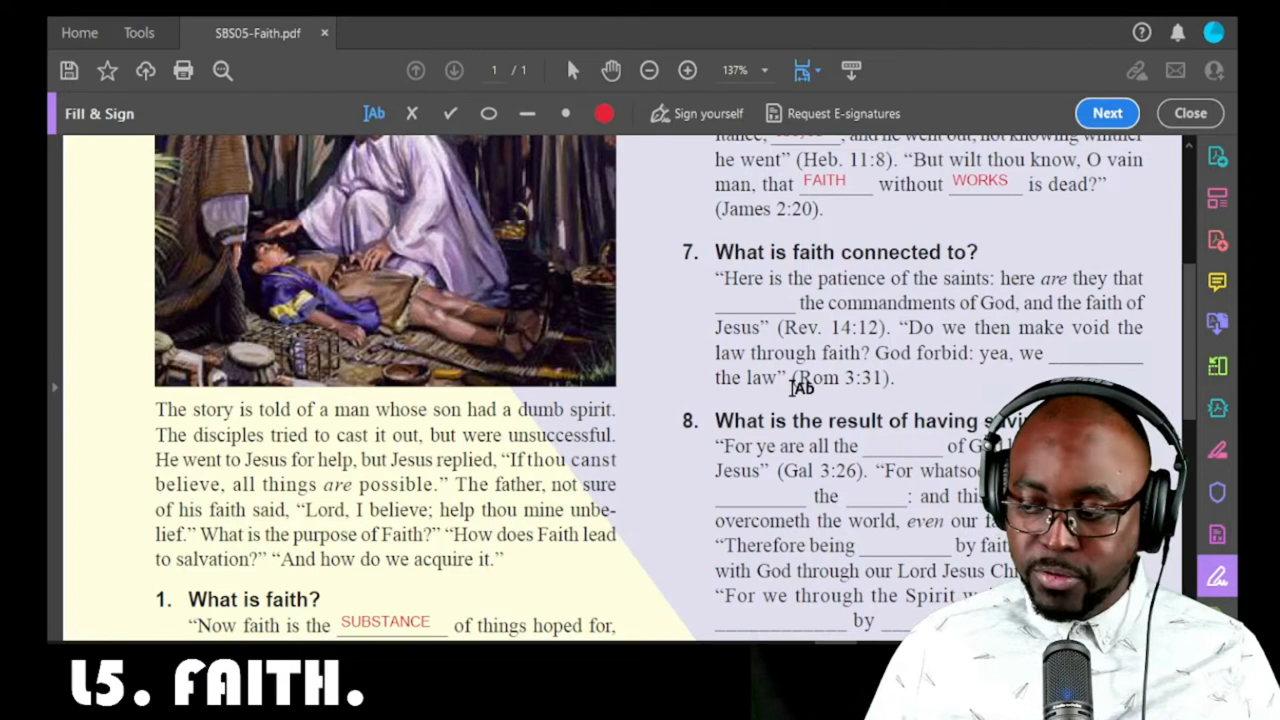 Home Tools SBS05-Faith.pdf ×
1 / 1 137%
Fill & Sign Ab Sign yourself Request E-signatures Next Close
he went” (Heb. 11:8). “But wilt thou know, O vain
man, that FAITH without WORKS is dead?”
(James 2:20).
7. What is faith connected to?
“Here is the patience of the saints: here are they that
________ the commandments of God, and the faith of
Jesus” (Rev. 14:12). “Do we then make void the
law through faith? God forbid: yea, we _________
the law” (Rom 3:31).
Ab
8. What is the result of having
“For ye are all the ________ of
Jesus” (Gal 3:26). “For
_________ the ______: and
overcometh the world, even our
“Therefore being _________ by
with God through our Lord Jesus
“For we through the Spirit
_____________ by
The story is told of a man whose son had a dumb spirit.
The disciples tried to cast it out, but were unsuccessful.
He went to Jesus for help, but Jesus replied, “If thou canst
believe, all things are possible.” The father, not sure
of his faith said, “Lord, I believe; help thou mine unbe-
lief.” What is the purpose of Faith?” “How does Faith lead
to salvation?” “And how do we acquire it.”
1. What is faith?
“Now faith is the SUBSTANCE of things hoped for,
L5. FAITH.